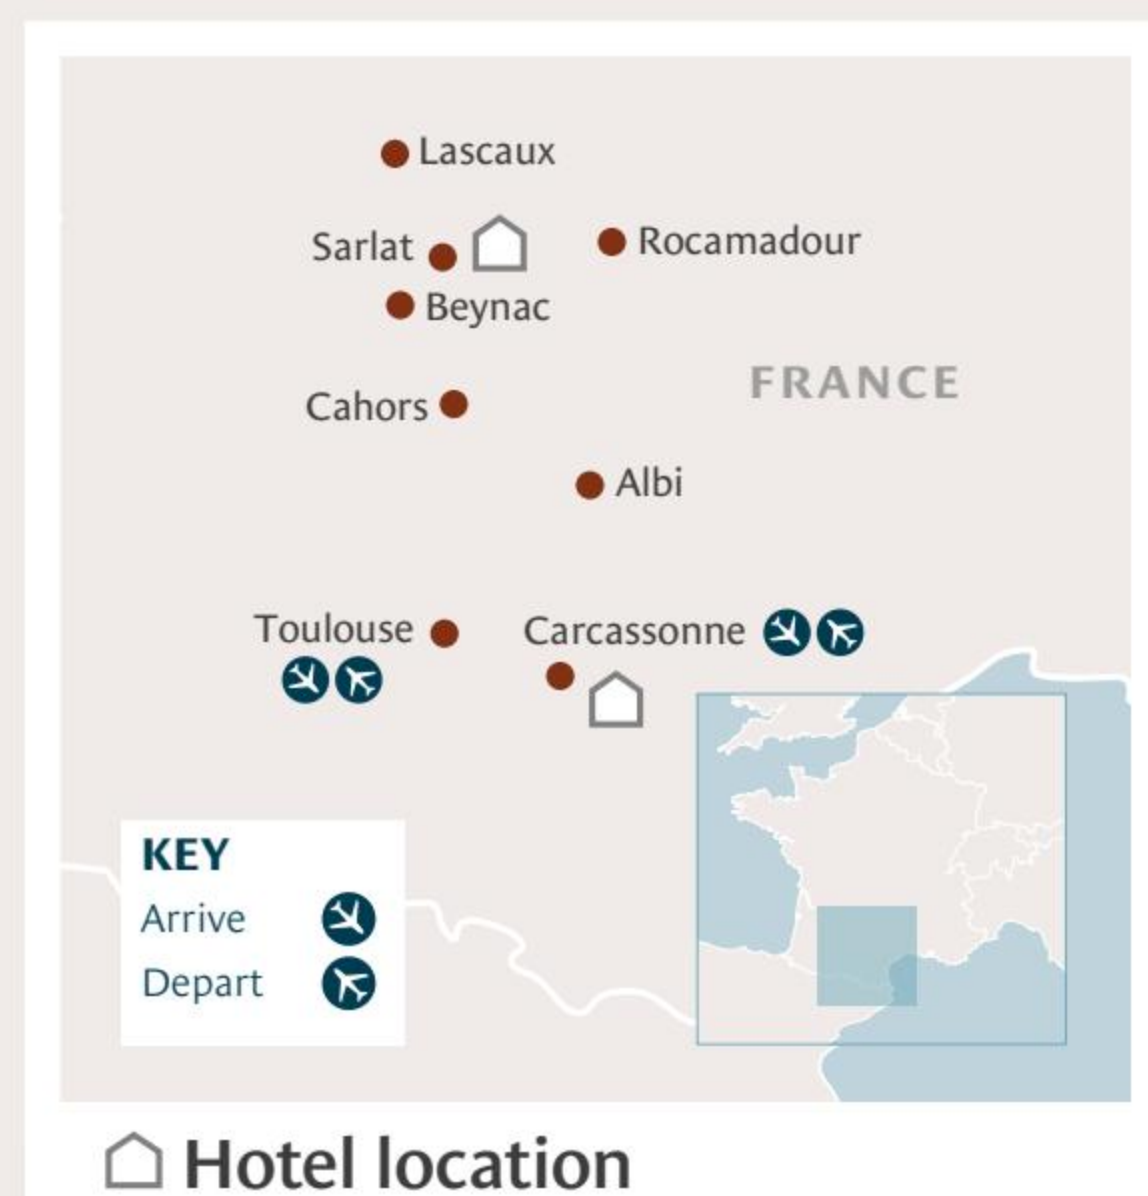 Lascaux
Sarlat
Rocamadour
Beynac
FRANCE
Cahors
Albi
Toulouse
Carcassonne
KEY
Arrive
Depart
Hotel location